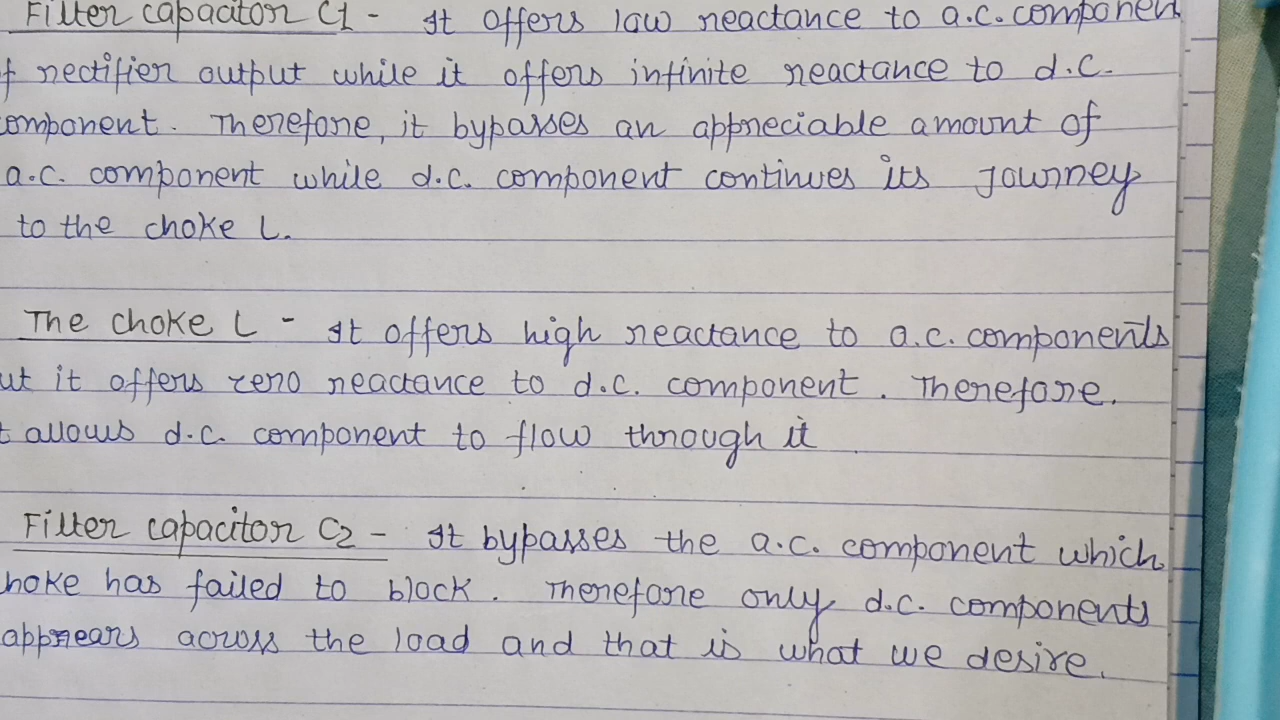 Filter capacitor C1 - It offers low reactance to a.c. componen
f rectifier output while it offers infinite reactance to d.c.
omponent. Therefore, it bypasses an appreciable amount of
a.c. component while d.c. component continues its journey
to the choke L.
The choke L - It offers high reactance to a.c. components
ut it offers zero reactance to d.c. component. Therefore.
t allows d.c. component to flow through it
Filter capacitor C2 - It bypasses the a.c. component which
hoke has failed to block. Therefore only d.c. components
apprears across the load and that is what we desire.